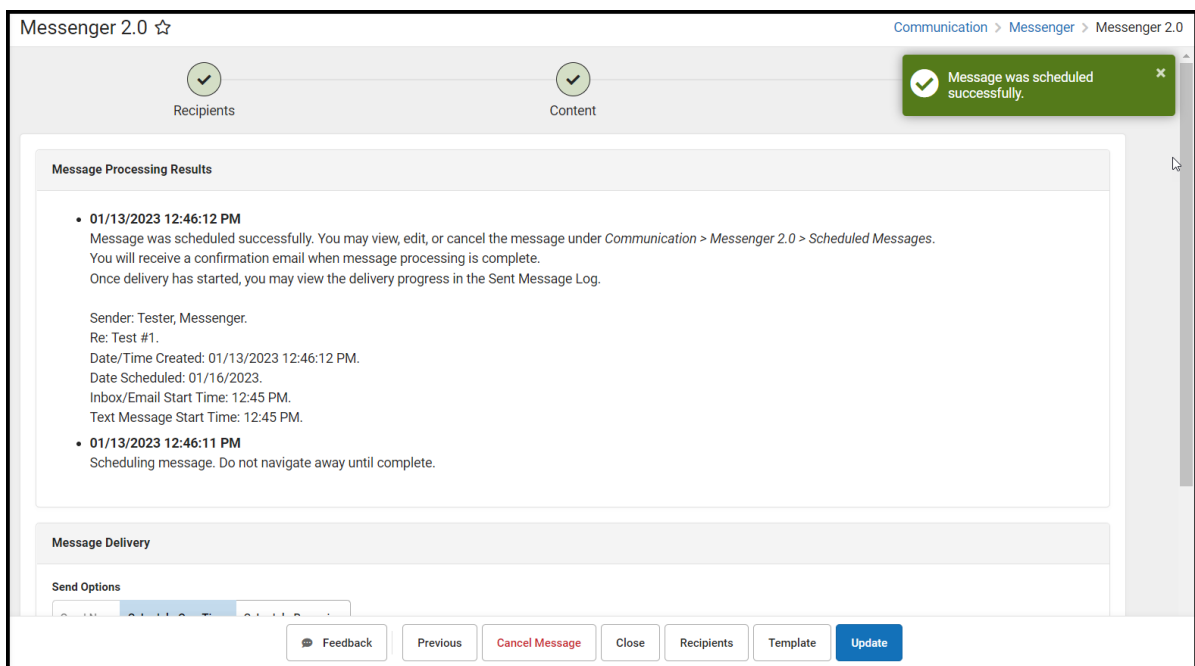 Messenger 2.0
Communication > Messenger > Messenger 2.0
Message was scheduled
successfully.
Recipients
Content
Message Processing Results
01/13/2023 12:46:12 PM
Message was scheduled successfully. You may view, edit, or cancel the message under Communication > Messenger 2.0 > Scheduled Messages.
You will receive a confirmation email when message processing is complete.
Once delivery has started, you may view the delivery progress in the Sent Message Log.
Sender: Tester, Messenger.
Re: Test #1.
Date/Time Created: 01/13/2023 12:46:12 PM.
Date Scheduled: 01/16/2023.
Inbox/Email Start Time: 12:45 PM.
Text Message Start Time: 12:45 PM.
01/13/2023 12:46:11 PM
Scheduling message. Do not navigate away until complete.
Message Delivery
Send Options
Feedback
Previous
Cancel Message
Close
Recipients
Template
Update